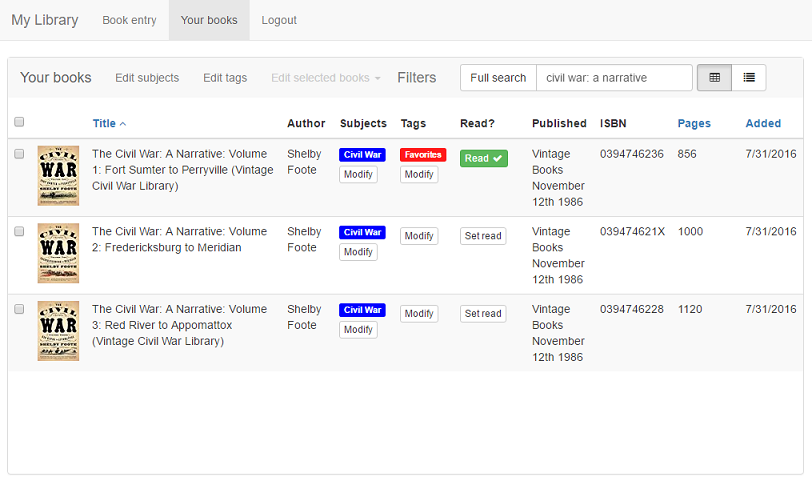 My Library Book entry Your books Logout
Your books Edit subjects Edit tags Edit selected books Filters Full search civil war: a narrative
Title Author Subjects Tags Read? Published ISBN Pages Added
THE
CIVIL
WAR
SHELBY
FOOTE
The Civil War: A Narrative: Volume
1: Fort Sumter to Perryville (Vintage
Civil War Library)
Shelby
Foote
Civil War
Modify
Favorites
Modify
Read
Vintage
Books
November
12th 1986
0394746236
856
7/31/2016
THE
CIVIL
WAR
The Civil War: A Narrative: Volume
2: Fredericksburg to Meridian
Shelby
Foote
Civil War
Modify
Modify
Set read
Vintage
Books
November
12th 1986
039474621X
1000
7/31/2016
THE
CIVIL
WAR
SHELBY
FOOTE
The Civil War: A Narrative: Volume
3: Red River to Appomattox
(Vintage Civil War Library)
Shelby
Foote
Civil War
Modify
Modify
Set read
Vintage
Books
November
12th 1986
0394746228
1120
7/31/2016